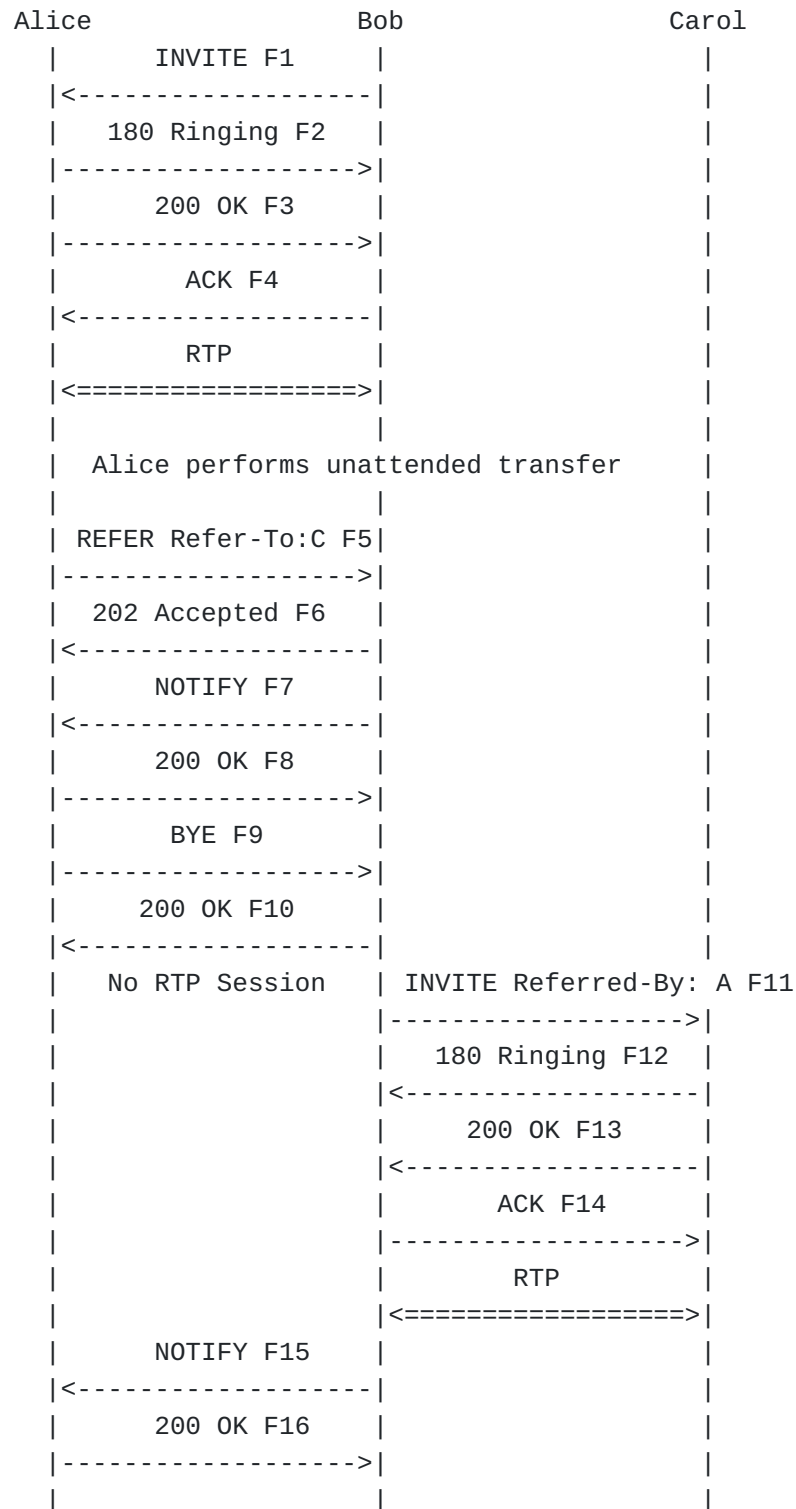 Alice Bob Carol
INVITE F1
180 Ringing F2
200 OK F3
ACK F4
RTP
Alice performs unattended transfer
REFER Refer-To:C F5
202 Accepted F6
NOTIFY F7
200 OK F8
BYE F9
200 OK F10
No RTP Session INVITE Referred-By: A F11
180 Ringing F12
200 OK F13
ACK F14
RTP
NOTIFY F15
200 OK F16